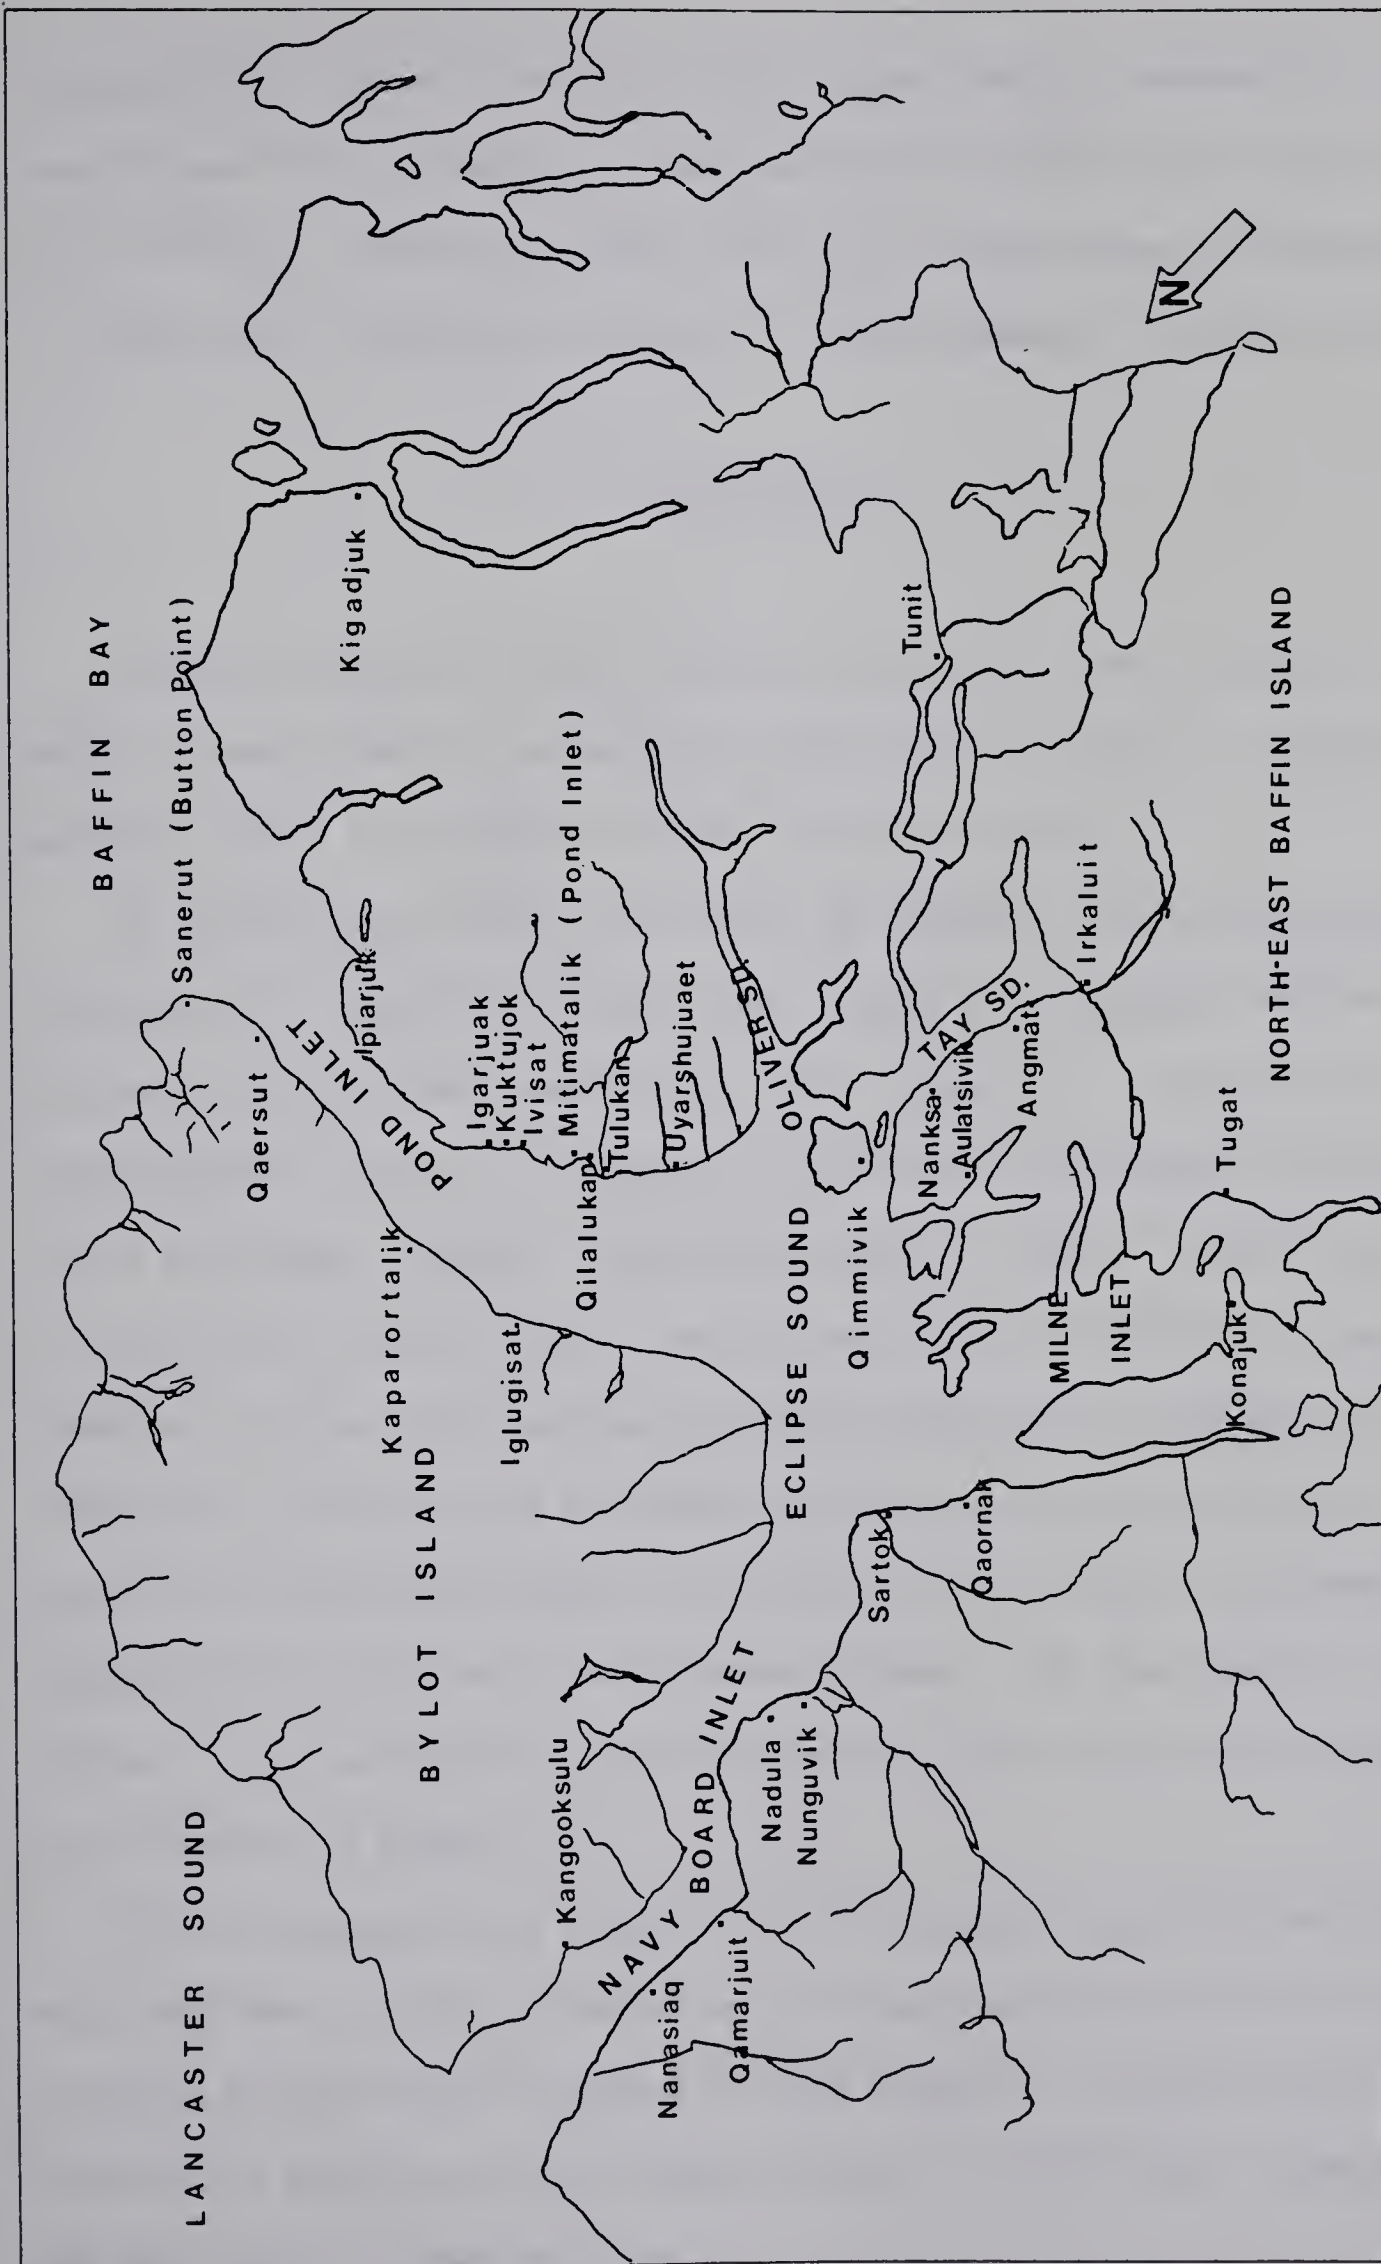 LANCASTER SOUND
BAFFIN BAY
Sanerut (Button Point)
Qaersut
POND INLET
Ipiarjuk
Kigadjuk
Kaparortalik
BYLOT ISLAND
Igarjuak
Kuktujok
Ivisat
Mitimatalik (Pond Inlet)
Iglugisat
Qilalukan
Tulukan
Uyarshujuaet
Kangooksulu
NAVY BOARD INLET
Nanasiaq
Qamarjuit
Nadula
Nunguvik
ECLIPSE SOUND
OLIVER SD.
Qimmivik
Sartok
Tunit
Nanksa
Aulatsivik
TAY SD.
Qaornak
Angmat
Irkaluit
MILNE
INLET
Konajuk
Tugat
NORTH-EAST BAFFIN ISLAND
N